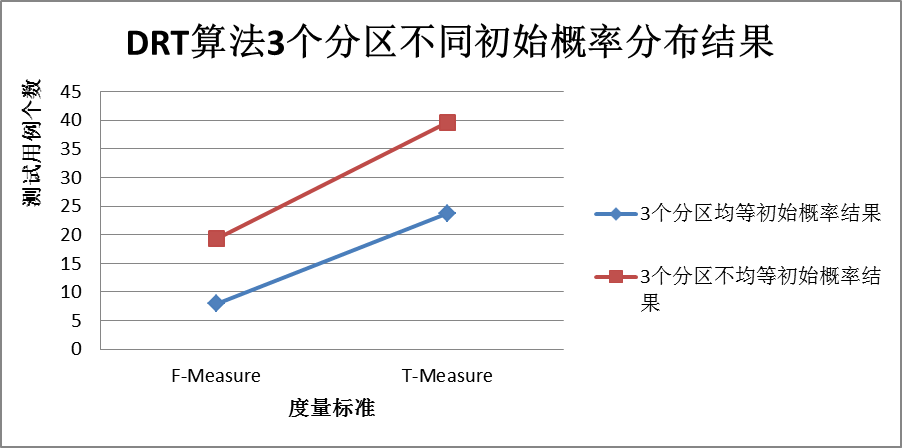 DRT算法3个分区不同初始概率分布结果
测试用例个数
45
40
35
30
25
20
15
10
5
0
F-Measure
T-Measure
度量标准
3个分区均等初始概率结果
3个分区不均等初始概率结
果